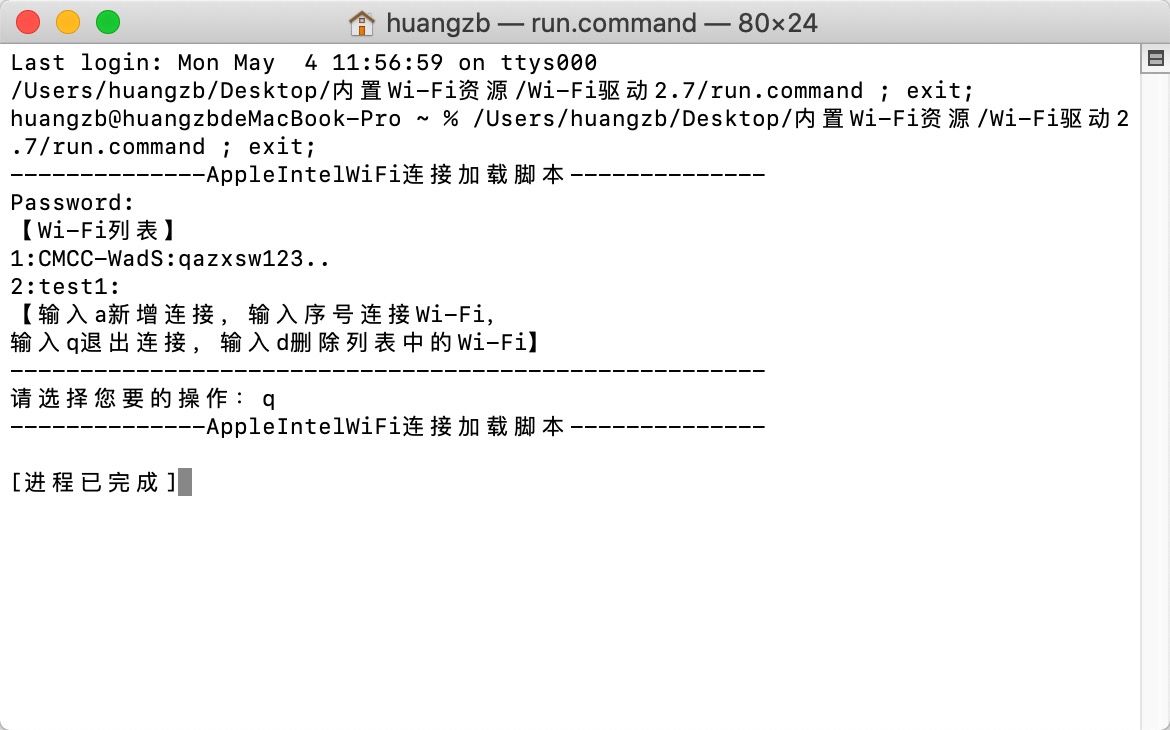 huangzb — run.command — 80×24
Last login: Mon May  4 11:56:59 on ttys000
/Users/huangzb/Desktop/内置Wi-Fi资源/Wi-Fi驱动2.7/run.command ; exit;
huangzb@huangzbdeMacBook-Pro ~ % /Users/huangzb/Desktop/内置Wi-Fi资源/Wi-Fi驱动2
.7/run.command ; exit;
--------------AppleIntelWiFi连接加载脚本--------------
Password:
【Wi-Fi列表】
1:CMCC-WadS:qazxsw123..
2:test1:
【输入a新增连接，输入序号连接Wi-Fi，
输入q退出连接，输入d删除列表中的Wi-Fi】
------------------------------------------------------
请选择您要的操作：q
--------------AppleIntelWiFi连接加载脚本--------------
[进程已完成]